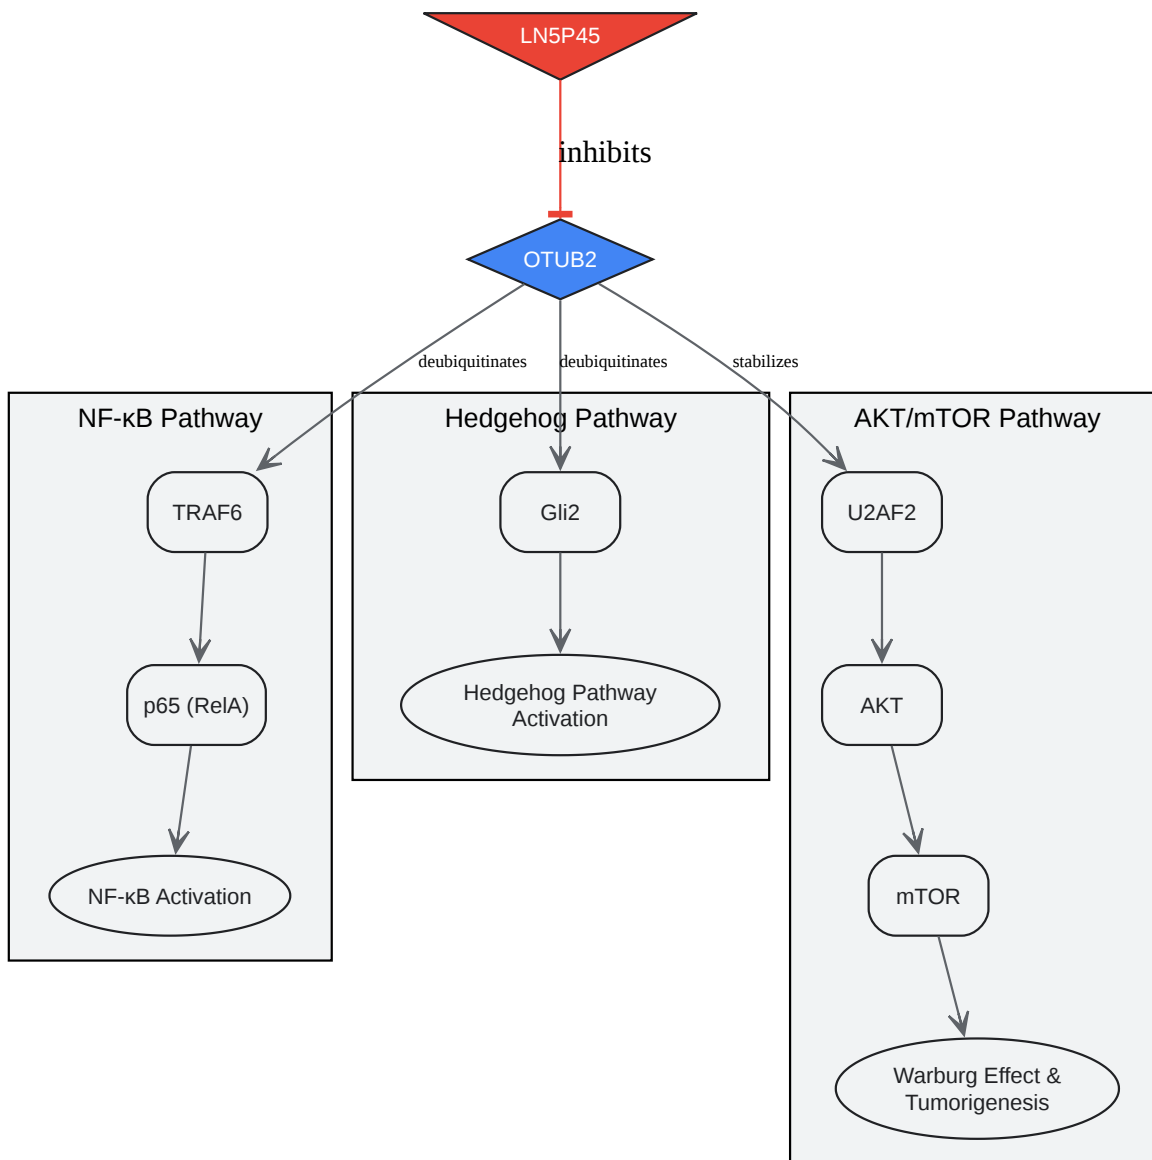 LN5P45
inhibits
OTUB2
deubiquitinates
deubiquitinates
stabilizes
NF-κB Pathway
TRAF6
p65 (RelA)
NF-κB Activation
Hedgehog Pathway
Gli2
Hedgehog Pathway
Activation
AKT/mTOR Pathway
U2AF2
AKT
mTOR
Warburg Effect &
Tumorigenesis